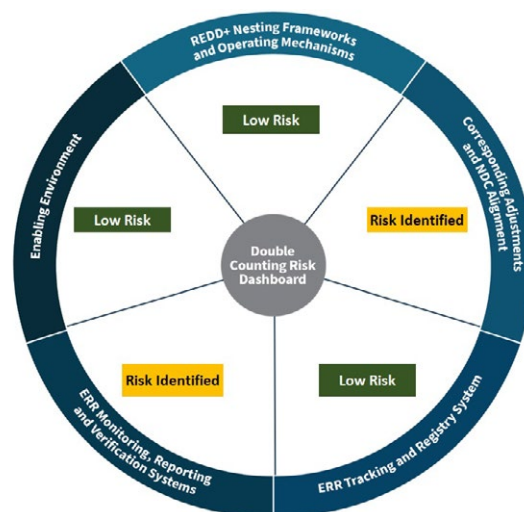 REDD+ Nesting Frameworks
and Operating Mechanisms
Low Risk
Corresponding Adjustments
and NDC Alignment
Risk Identified
Enabling Environment
Low Risk
Double
Counting Risk
Dashboard
Risk Identified
ERR Monitoring, Reporting
and Verification Systems
Low Risk
ERR Tracking and Registry System